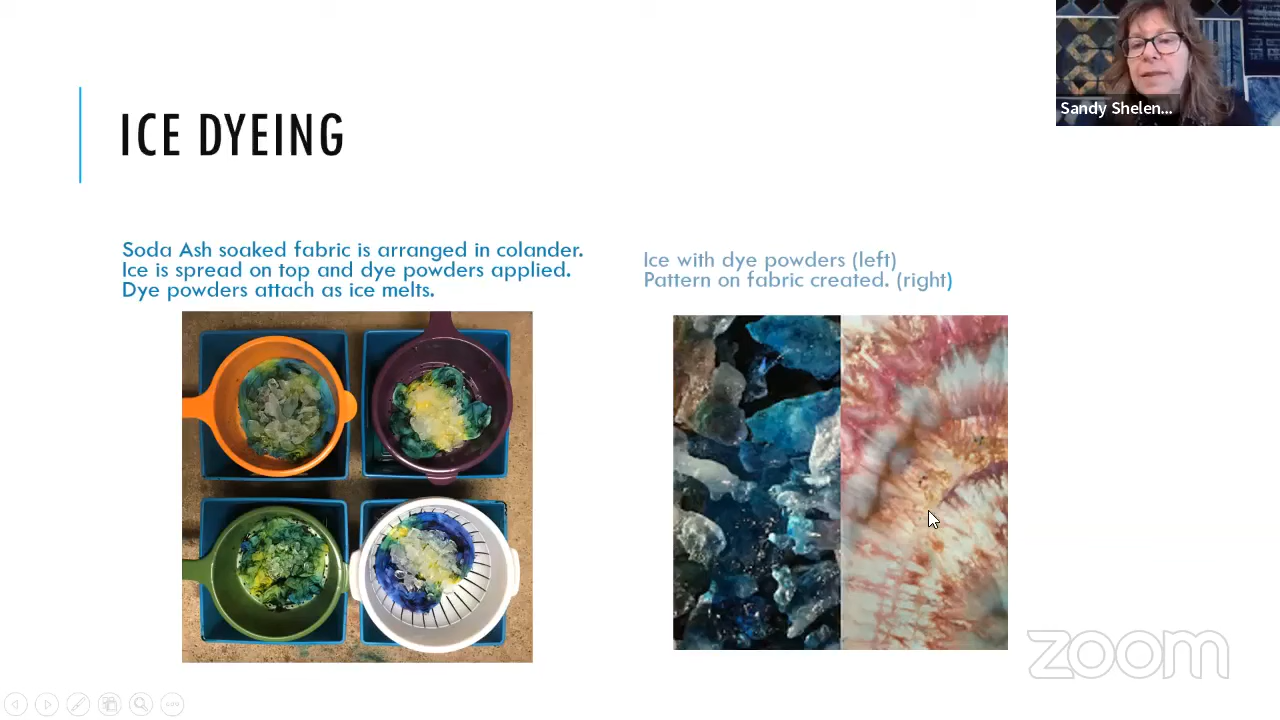 ICE DYEING
Soda Ash soaked fabric is arranged in colander.
Ice is spread on top and dye powders applied.
Dye powders attach as ice melts.
Ice with dye powders (left)
Pattern on fabric created. (right)
Sandy Shelen...
zoom